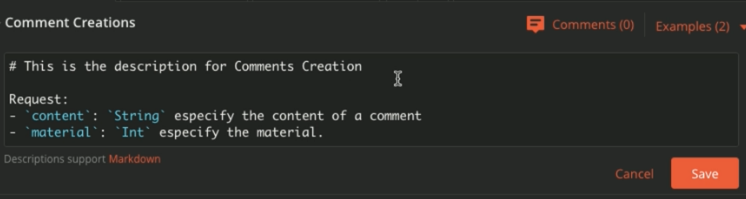 Comment Creations
Comments (0)
Examples (2)
# This is the description for Comments Creation
Request:
- `content`: `String` especify the content of a comment
- `material`: `Int` especify the material.
Descriptions support Markdown
Cancel
Save